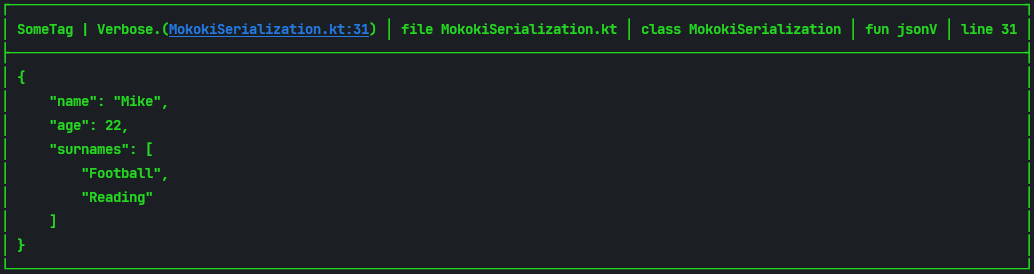 SomeTag | Verbose.(MokokiSerialization.kt:31) │ file MokokiSerialization.kt │ class MokokiSerialization │ fun jsonV │ line 31
{
    "name": "Mike",
    "age": 22,
    "surnames": [
        "Football",
        "Reading"
    ]
}